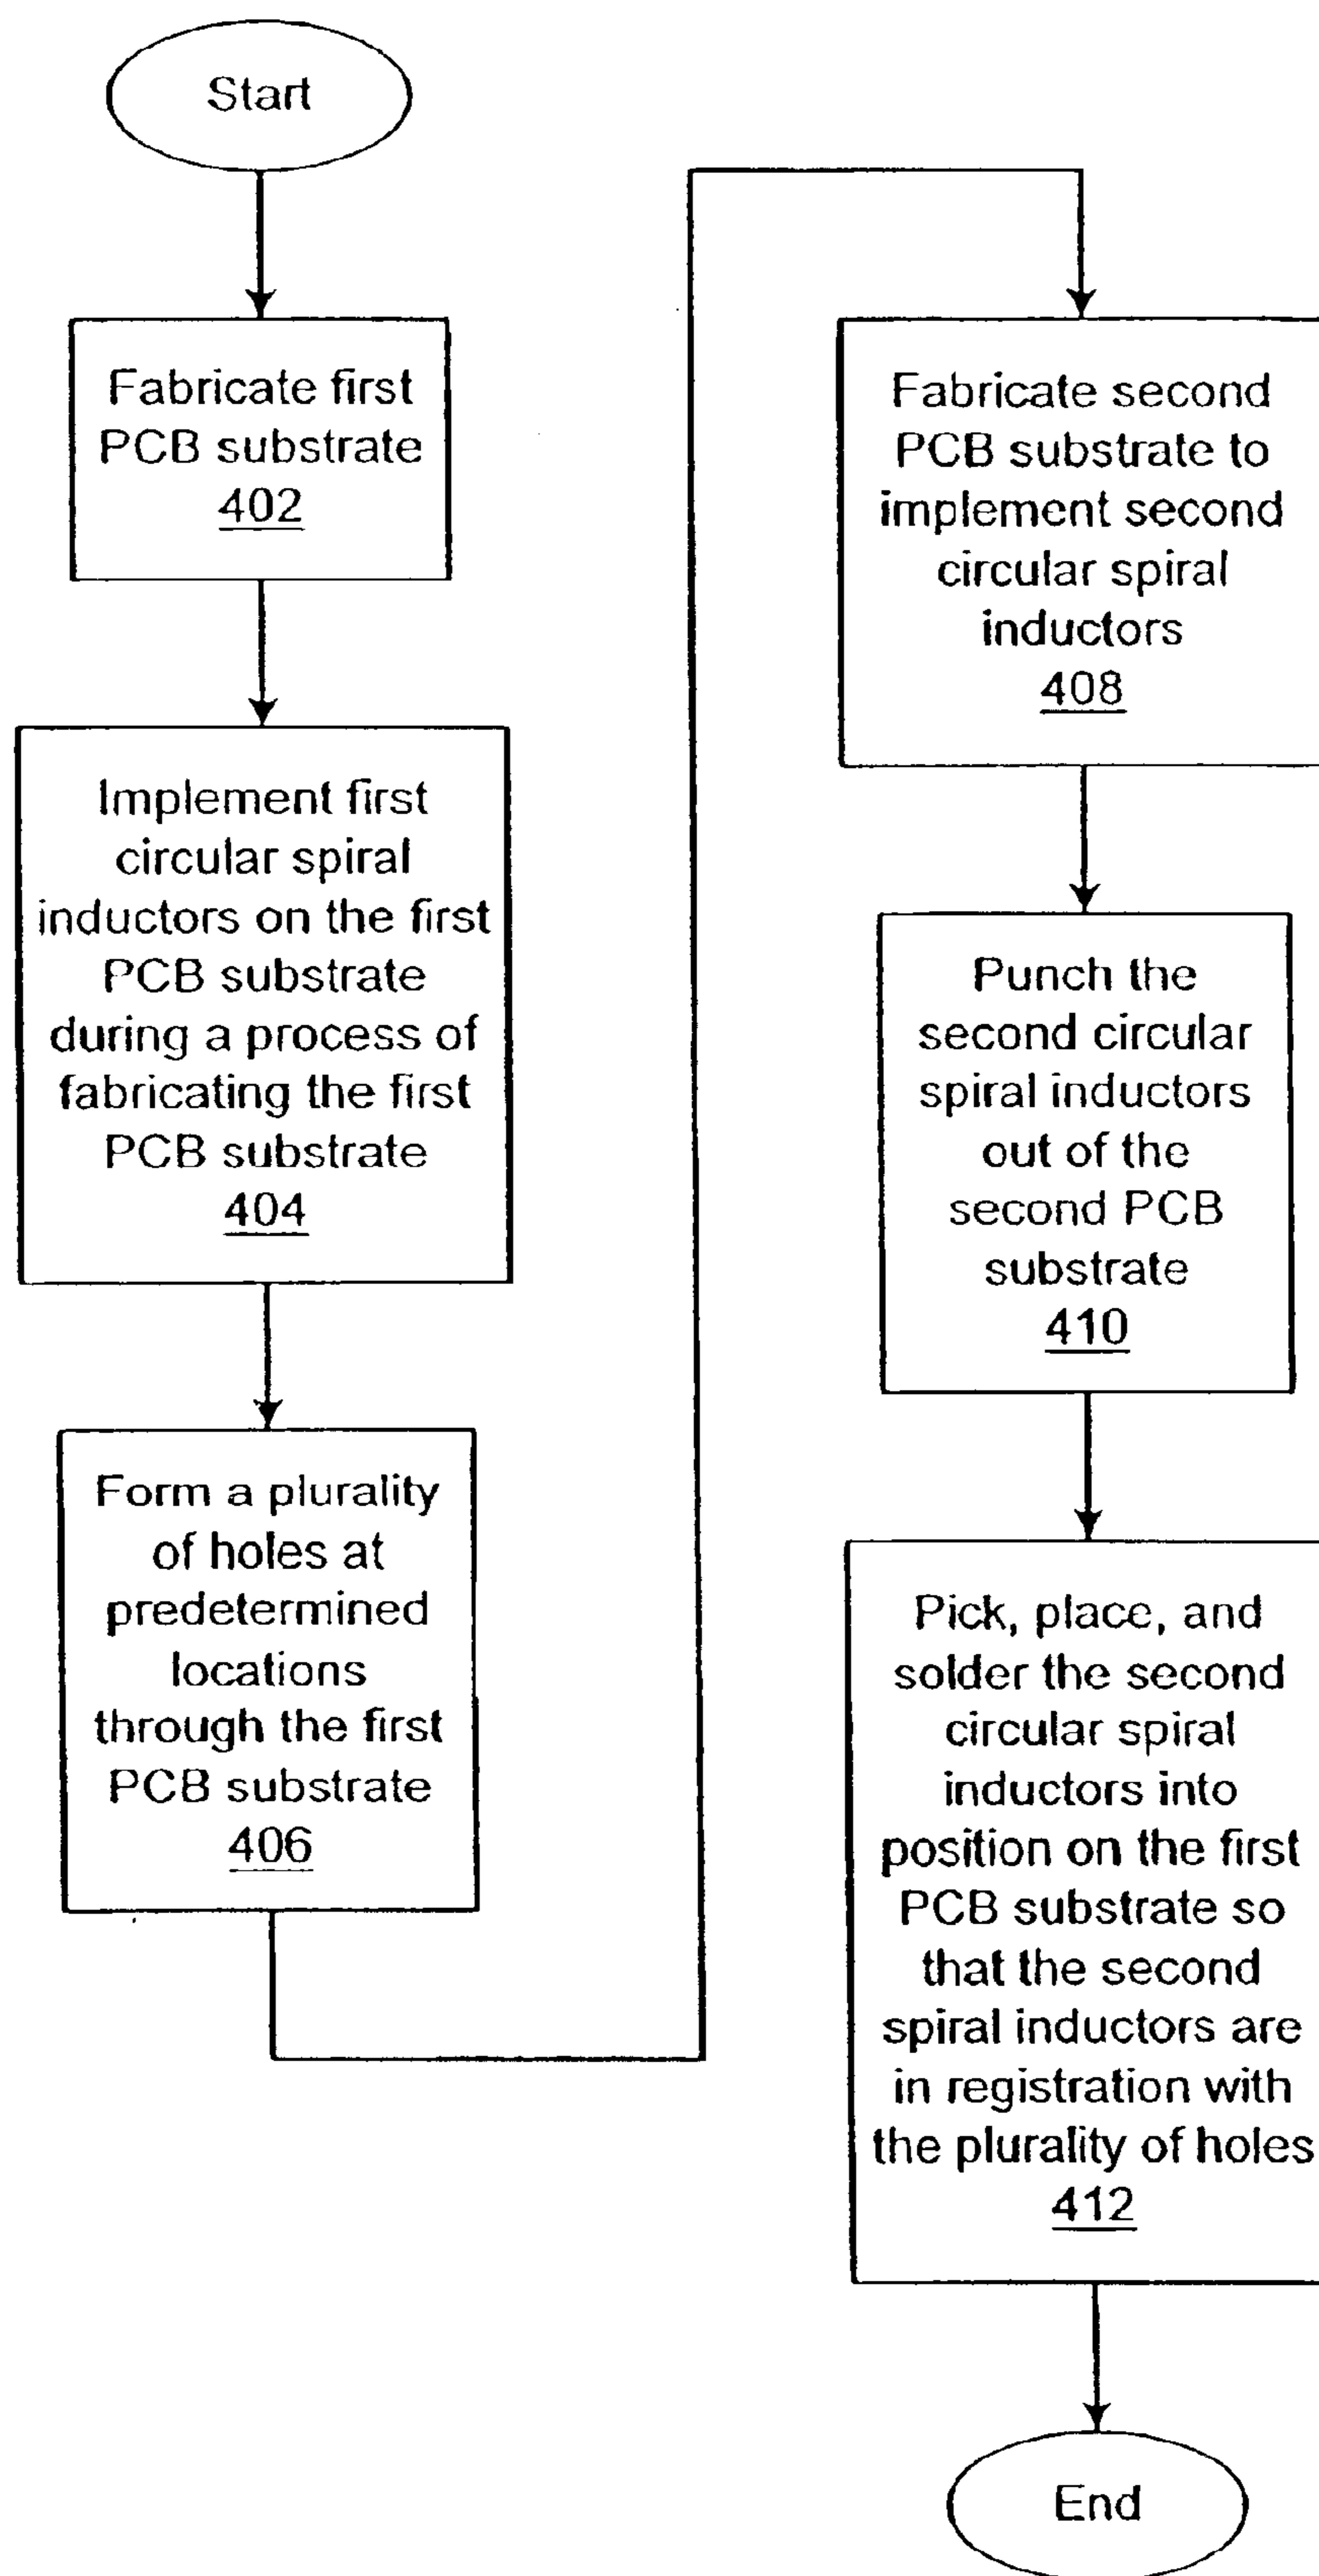 Start
Fabricate first
PCB substrate
402
Implement first
circular spiral
inductors on the first
PCB substrate
during a process of
fabricating the first
PCB substrate
404
Form a plurality
of holes at
predetermined
locations
through the first
PCB substrate
406
Fabricate second
PCB substrate to
implement second
circular spiral
inductors
408
Punch the
second circular
spiral inductors
out of the
second PCB
substrate
410
Pick, place, and
solder the second
circular spiral
inductors into
position on the first
PCB substrate so
that the second
spiral inductors are
in registration with
the plurality of holes
412
End